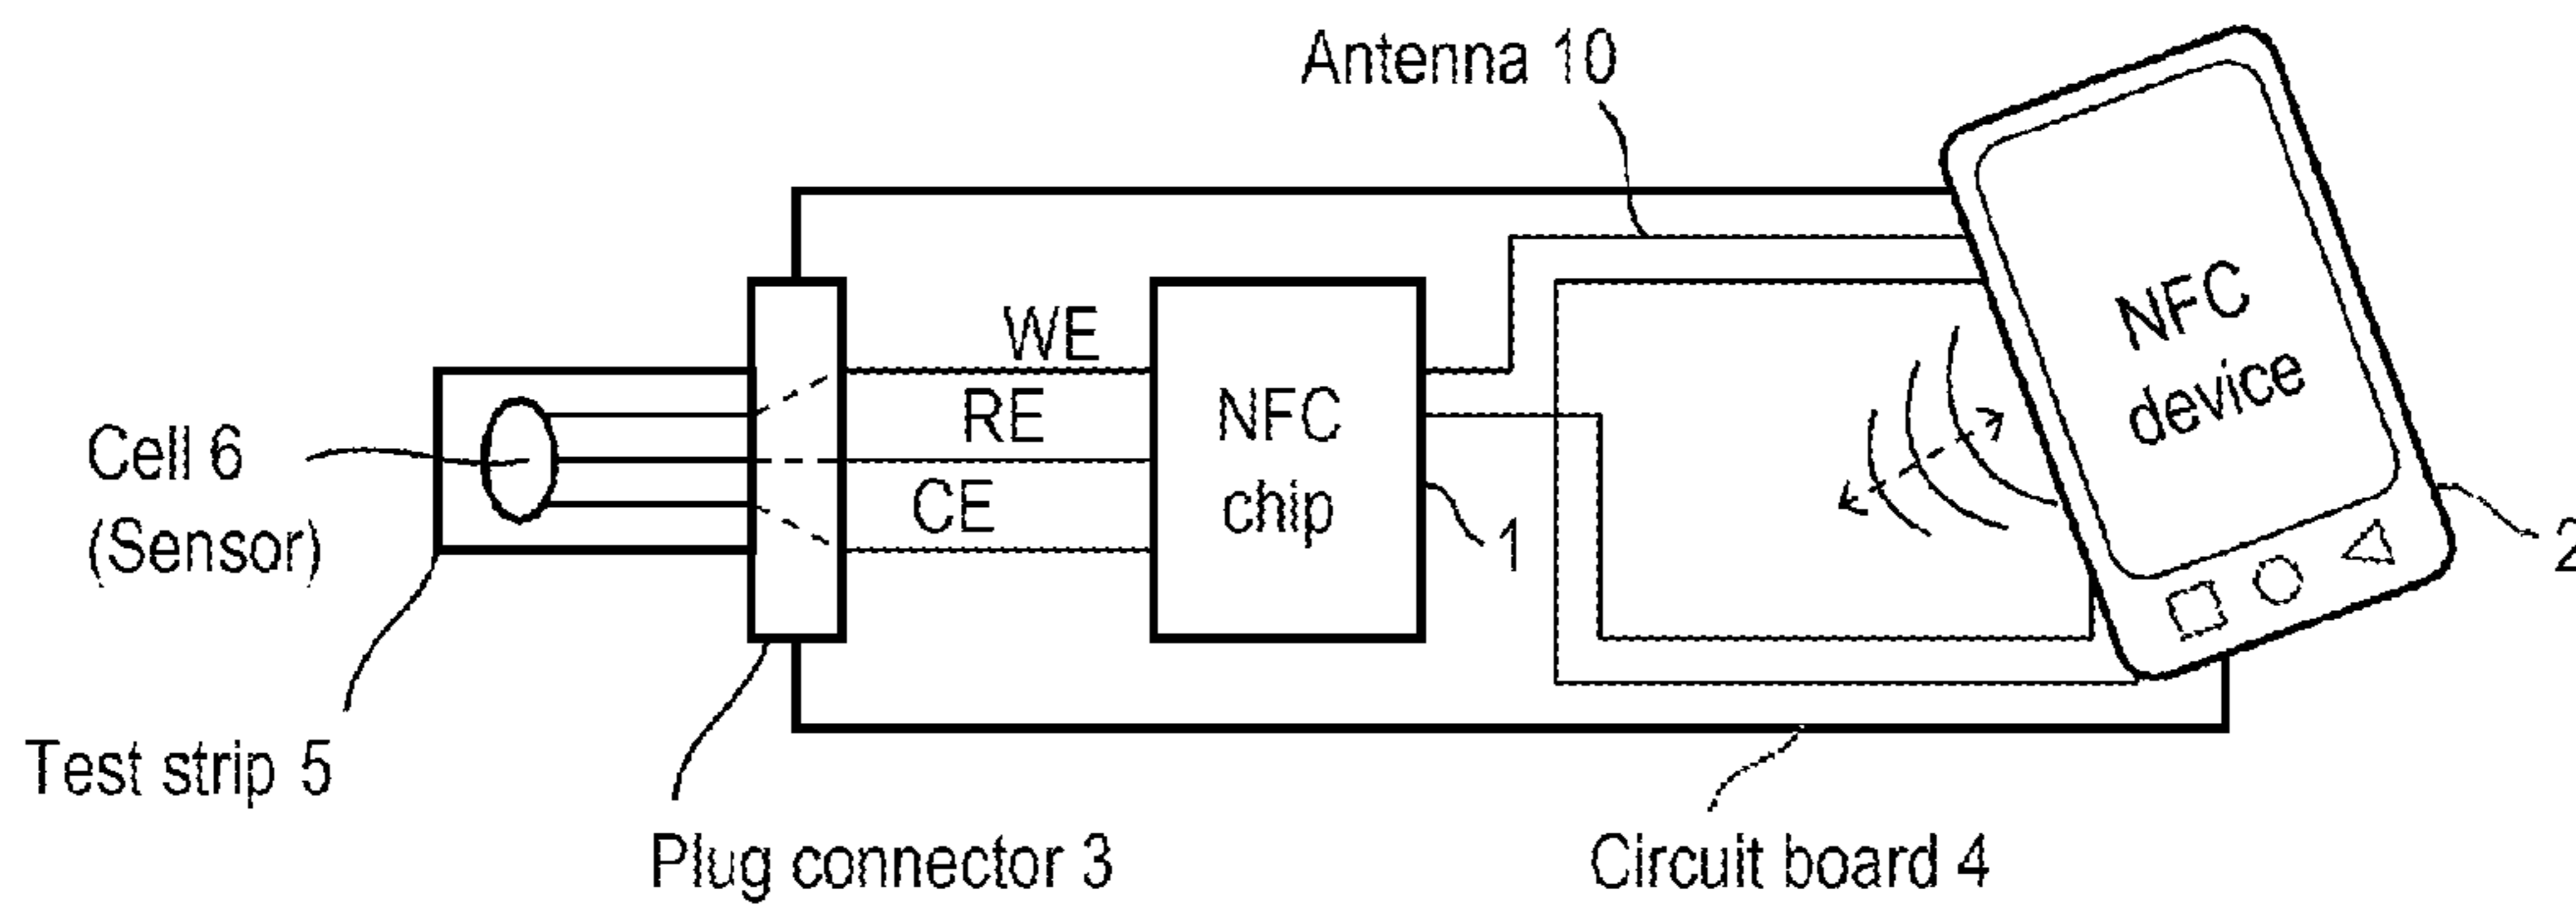 Antenna 10
WE
RE
CE
NFC
chip
NFC
device
Cell 6
(Sensor)
1
2
Test strip 5
Plug connector 3
Circuit board 4